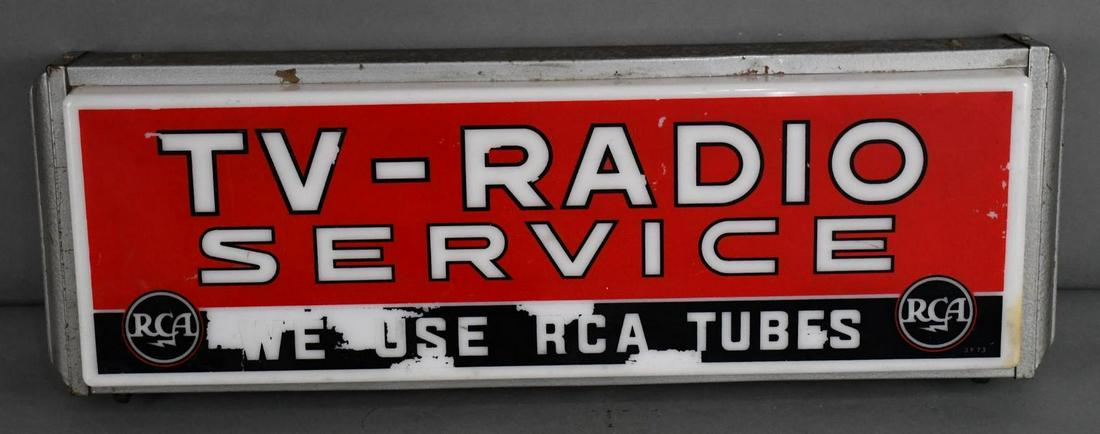 TV-RADIO
SERVICE
RCA WE USE RCA TUBES RCA